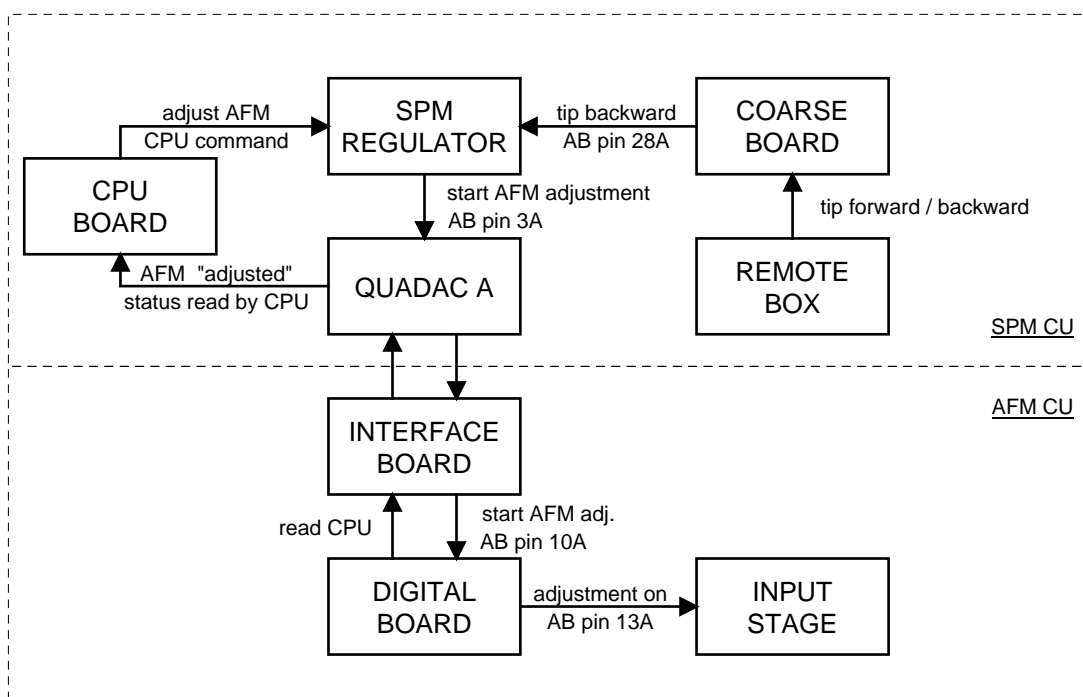 adjust AFM
CPU command
SPM
REGULATOR
tip backward
AB pin 28A
COARSE
BOARD
CPU
BOARD
start AFM adjustment
AB pin 3A
tip forward / backward
AFM "adjusted"
status read by CPU
QUADAC A
REMOTE
BOX
SPM CU
AFM CU
INTERFACE
BOARD
read CPU
start AFM adj.
AB pin 10A
DIGITAL
BOARD
adjustment on
AB pin 13A
INPUT
STAGE